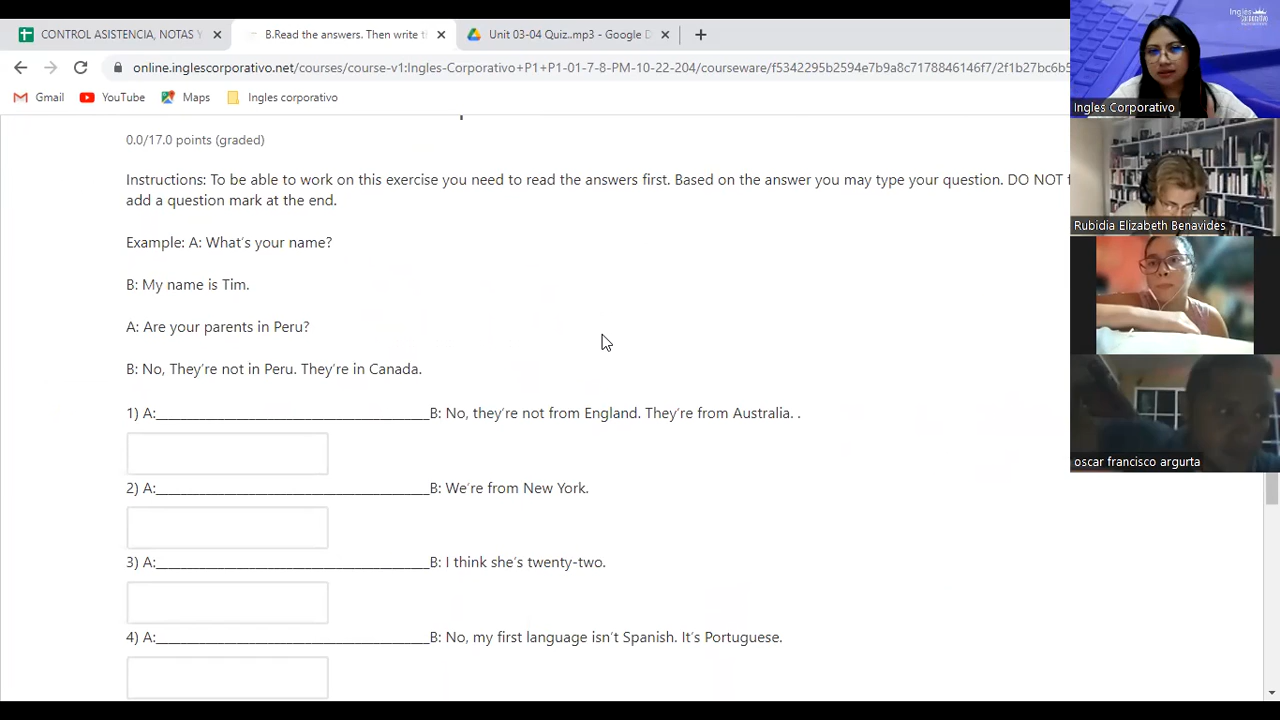 CONTROL ASISTENCIA, NOTAS Y
B.Read the answers. Then write t
Unit 03-04 Quiz..mp3 - Google D
online.inglescorporativo.net/courses/course-v1:Ingles-Corporativo+P1+P1-01-7-8-PM-10-22-204/courseware/f5342295b2594e7b9a8c7178846146f7/2f1b27bc6b5
Gmail
YouTube
Maps
Ingles corporativo
0.0/17.0 points (graded)
Instructions: To be able to work on this exercise you need to read the answers first. Based on the answer you may type your question. DO NOT f
add a question mark at the end.
Example: A: What's your name?
B: My name is Tim.
A: Are your parents in Peru?
B: No, They're not in Peru. They're in Canada.
1) A:__________________________________B: No, they're not from England. They're from Australia. .
2) A:__________________________________B: We're from New York.
3) A:__________________________________B: I think she's twenty-two.
4) A:__________________________________B: No, my first language isn't Spanish. It's Portuguese.
Ingles
corporativo
Ingles Corporativo
Rubidia Elizabeth Benavides
oscar francisco argurta